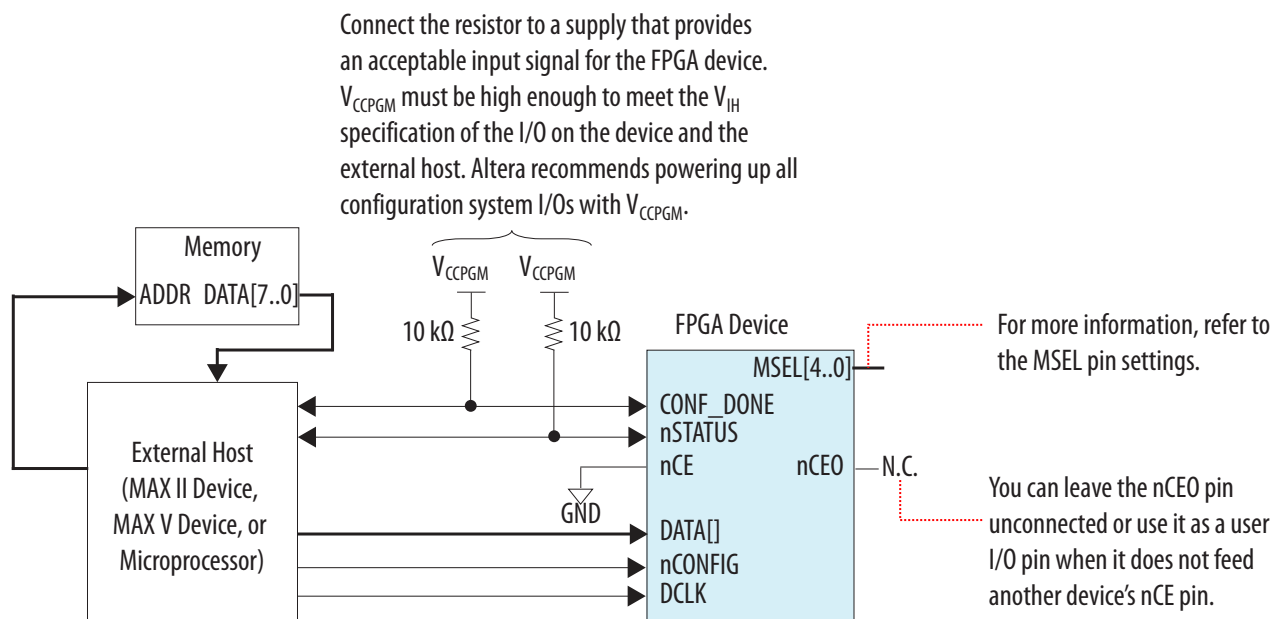 Connect the resistor to a supply that provides
an acceptable input signal for the FPGA device.
VCCPGM must be high enough to meet the VIH
specification of the I/O on the device and the
external host. Altera recommends powering up all
configuration system I/Os with VCCPGM.
Memory
ADDR DATA[7..0]
VCCPGM VCCPGM
10 kΩ 10 kΩ
FPGA Device
MSEL[4..0]
For more information, refer to
the MSEL pin settings.
CONF_DONE
nSTATUS
nCE nCEO N.C.
GND
External Host
(MAX II Device,
MAX V Device, or
Microprocessor)
DATA[]
nCONFIG
DCLK
You can leave the nCEO pin
unconnected or use it as a user
I/O pin when it does not feed
another device's nCE pin.